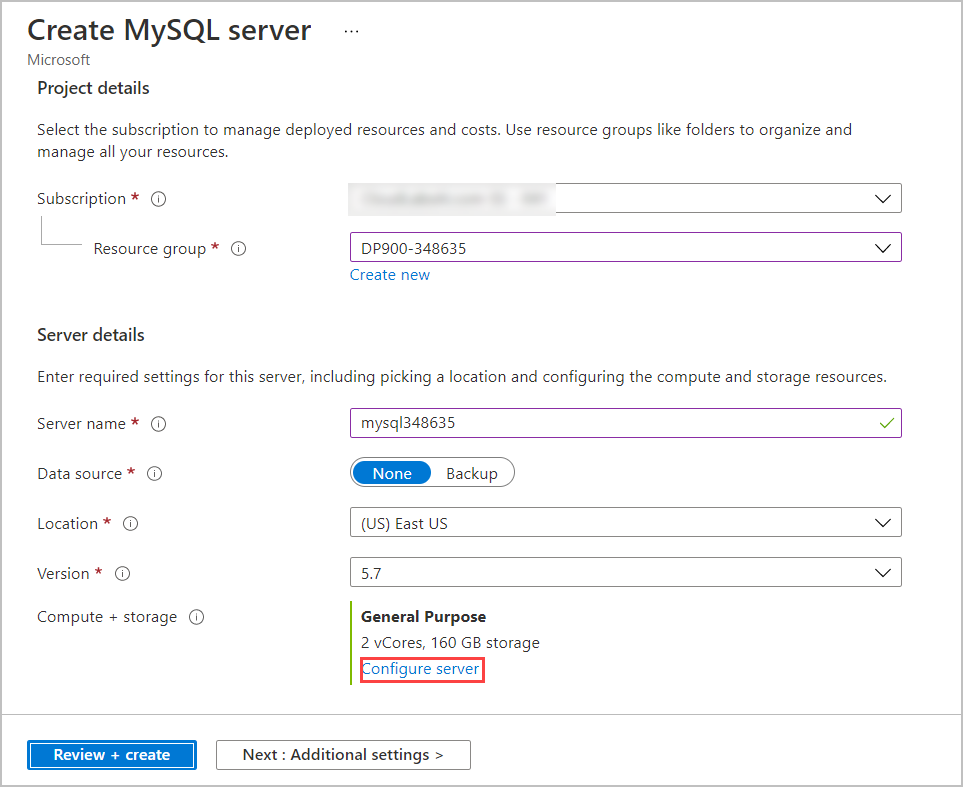 Create MySQL server ...
Microsoft
Project details
Select the subscription to manage deployed resources and costs. Use resource groups like folders to organize and
manage all your resources.
Subscription *
Resource group *
DP900-348635
Create new
Server details
Enter required settings for this server, including picking a location and configuring the compute and storage resources.
Server name *
mysql348635
Data source *
None Backup
Location *
(US) East US
Version *
5.7
Compute + storage
General Purpose
2 vCores, 160 GB storage
Configure server
Review + create
Next : Additional settings >